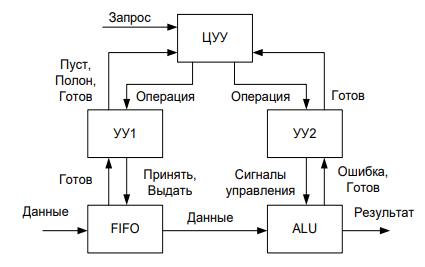 Запрос
ЦУУ
Пуст,
Полон,
Готов
Операция
Операция
Готов
УУ1
УУ2
Готов
Принять,
Выдать
Сигналы
управления
Ошибка,
Готов
Данные
FIFO
Данные
ALU
Результат